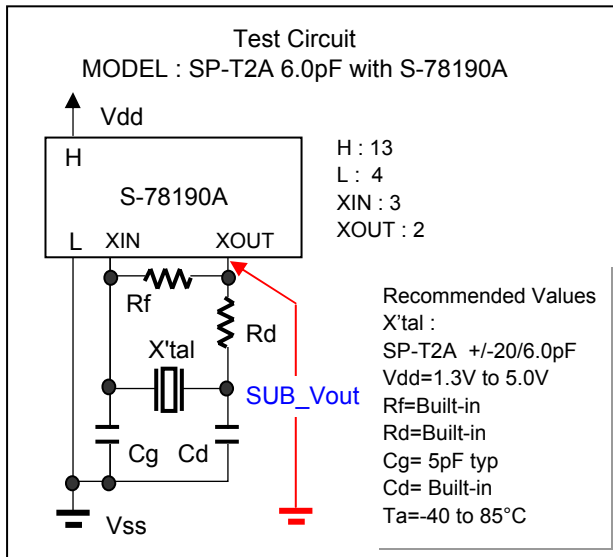 Test Circuit
MODEL : SP-T2A 6.0pF with S-78190A
Vdd
H
S-78190A
L XIN XOUT
H : 13
L : 4
XIN : 3
XOUT : 2
Rf
Rd
X'tal
SUB_Vout
Cg Cd
Vss
Recommended Values
X'tal :
SP-T2A +/-20/6.0pF
Vdd=1.3V to 5.0V
Rf=Built-in
Rd=Built-in
Cg= 5pF typ
Cd= Built-in
Ta=-40 to 85°C